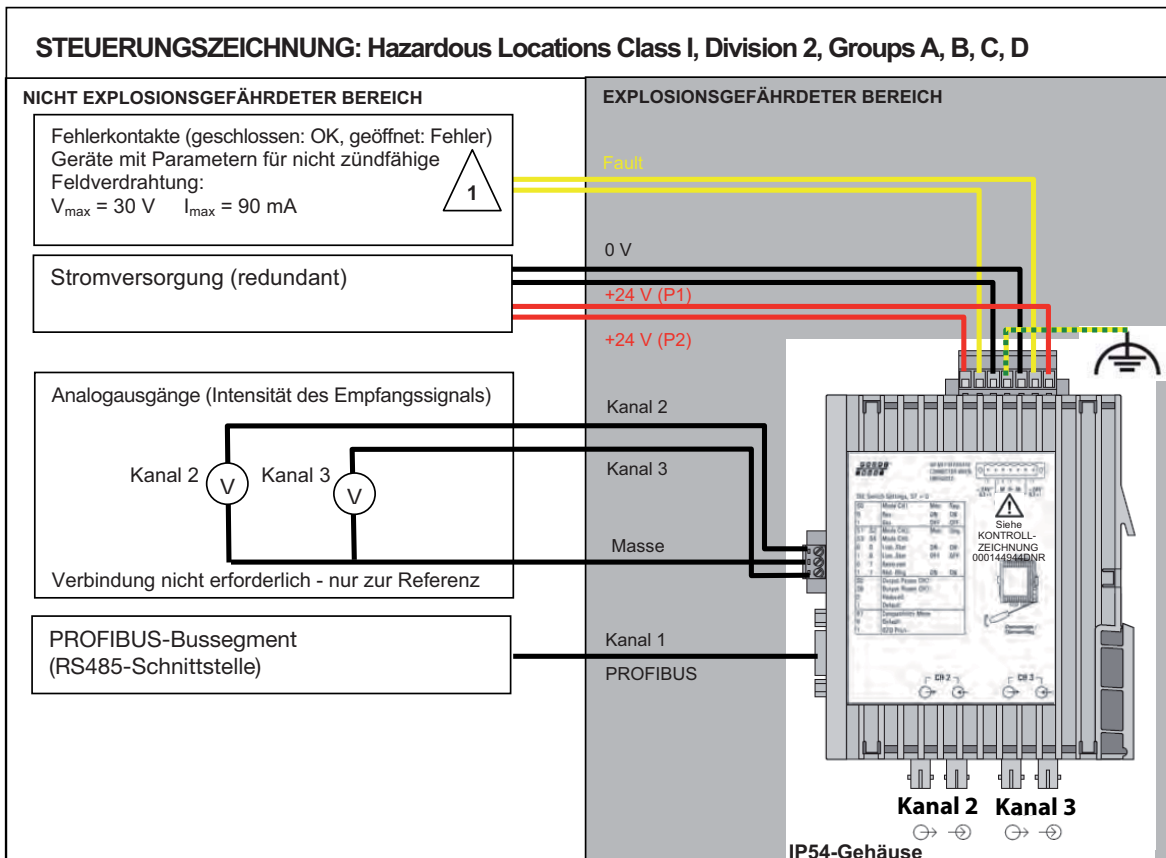 STEUERUNGSZEICHNUNG: Hazardous Locations Class I, Division 2, Groups A, B, C, D
NICHT EXPLOSIONSGEFÄHRDETER BEREICH
EXPLOSIONSGEFÄHRDETER BEREICH
Fehlerkontakte (geschlossen: OK, geöffnet: Fehler)
Geräte mit Parametern für nicht zündfähige
Feldverdrahtung:
Vmax = 30 V Imax = 90 mA
1
Fault
Stromversorgung (redundant)
0 V
+24 V (P1)
+24 V (P2)
Analogausgänge (Intensität des Empfangssignals)
Kanal 2
V
Kanal 3
V
Verbindung nicht erforderlich - nur zur Referenz
Kanal 2
Kanal 3
Masse
PROFIBUS-Bussegment
(RS485-Schnittstelle)
Kanal 1
PROFIBUS
Siehe
KONTROLL-
ZEICHNUNG
000144944DNR
CH 2
CH 3
Kanal 2 Kanal 3
IP54-Gehäuse